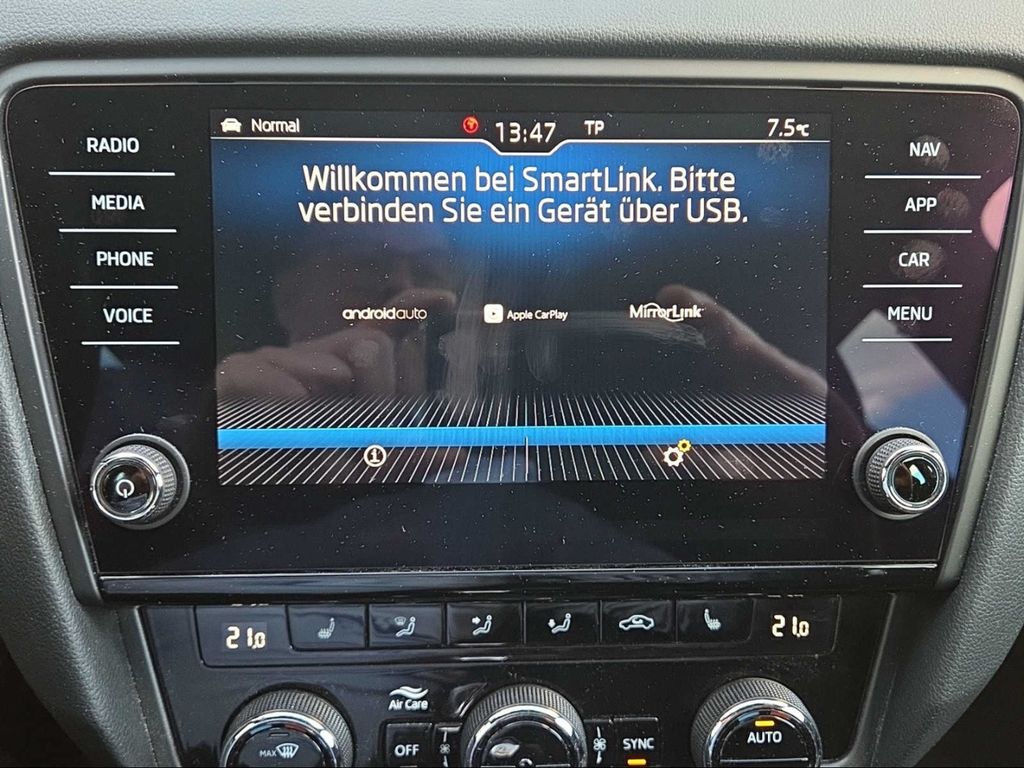 Normal 13:47 TP 7.5°C
Willkommen bei SmartLink. Bitte
verbinden Sie ein Gerät über USB.
androidauto Apple CarPlay MirrorLink
RADIO
MEDIA
PHONE
VOICE
NAV
APP
CAR
MENU
21.0 21.0
Air Care
MAX OFF SYNC AUTO